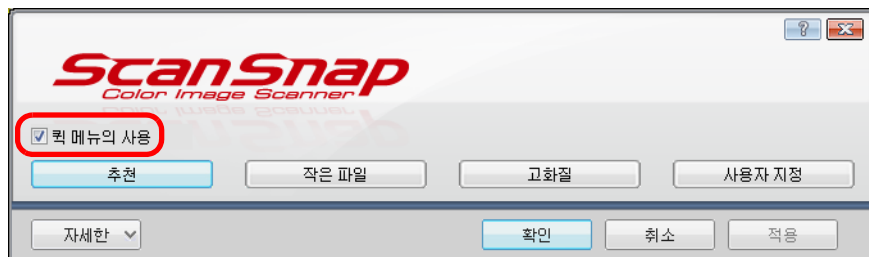 ?
ScanSnap
Color Image Scanner
퀵 메뉴의 사용
추천 작은 파일 고화질 사용자 지정
자세한 확인 취소 적용